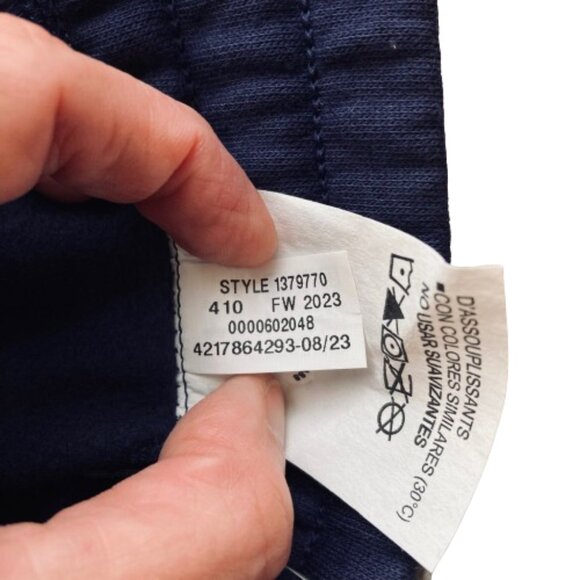 STYLE 1379770
410 FW 2023
0000602048
4217864293-08/23
D'ASSOUPLISSANTS
•CON COLORES SIMILARES (30°C)
NO USAR SUAVIZANTES